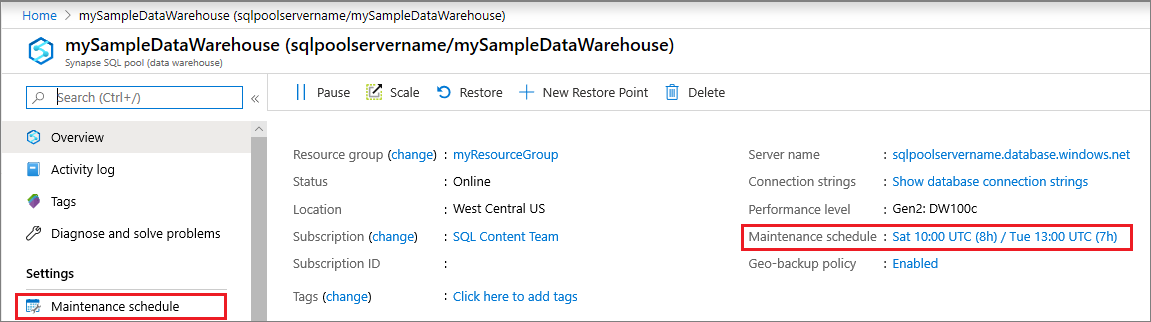 Home > mySampleDataWarehouse (sqlpoolservername/mySampleDataWarehouse)
mySampleDataWarehouse (sqlpoolservername/mySampleDataWarehouse)
Synapse SQL pool (data warehouse)
Search (Ctrl+/) «
Pause Scale Restore New Restore Point Delete
Overview
Activity log
Tags
Diagnose and solve problems
Settings
Maintenance schedule
Resource group (change) : myResourceGroup
Status : Online
Location : West Central US
Subscription (change) : SQL Content Team
Subscription ID :
Tags (change) : Click here to add tags
Server name : sqlpoolservername.database.windows.net
Connection strings : Show database connection strings
Performance level : Gen2: DW100c
Maintenance schedule : Sat 10:00 UTC (8h) / Tue 13:00 UTC (7h)
Geo-backup policy : Enabled